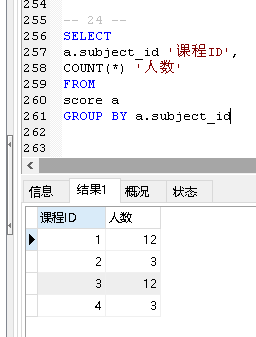 254
255
256 -- 24 --
256 SELECT
257 a.subject_id '课程ID',
258 COUNT(*) '人数'
259 FROM
260 score a
261 GROUP BY a.subject_id
262
263
信息 结果1 概况 状态
课程ID 人数
1 12
2 3
3 12
4 3